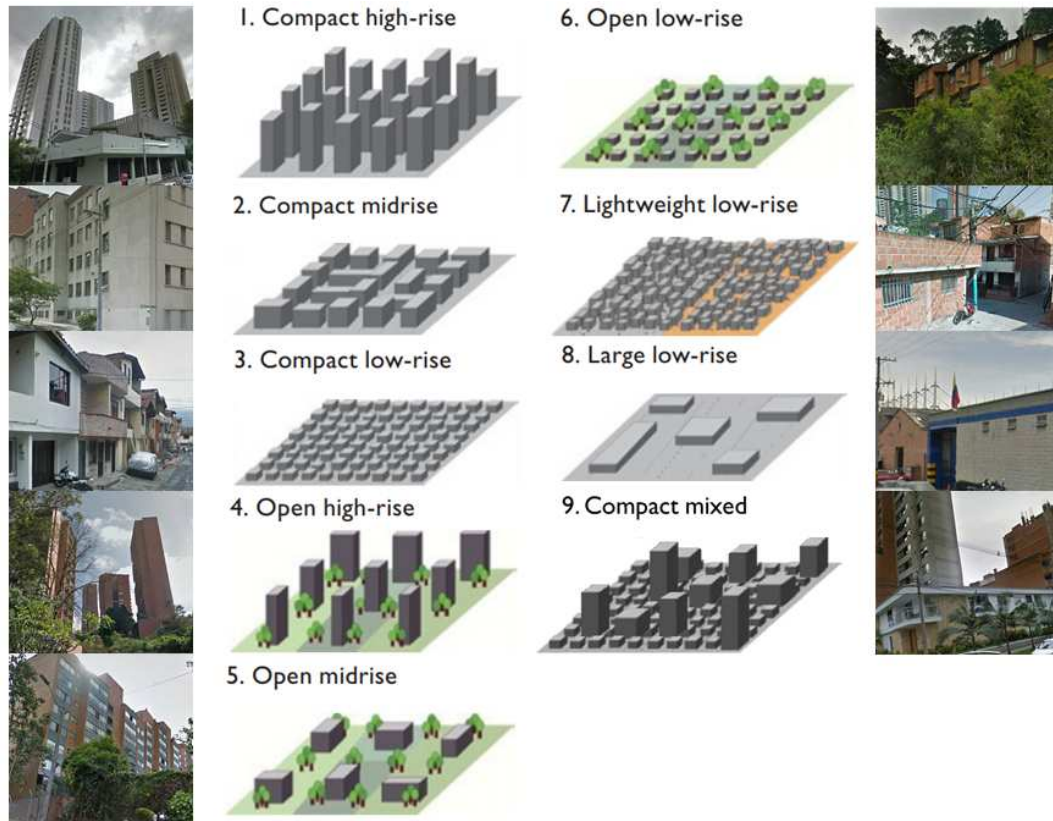 1. Compact high-rise
2. Compact midrise
3. Compact low-rise
4. Open high-rise
5. Open midrise
6. Open low-rise
7. Lightweight low-rise
8. Large low-rise
9. Compact mixed